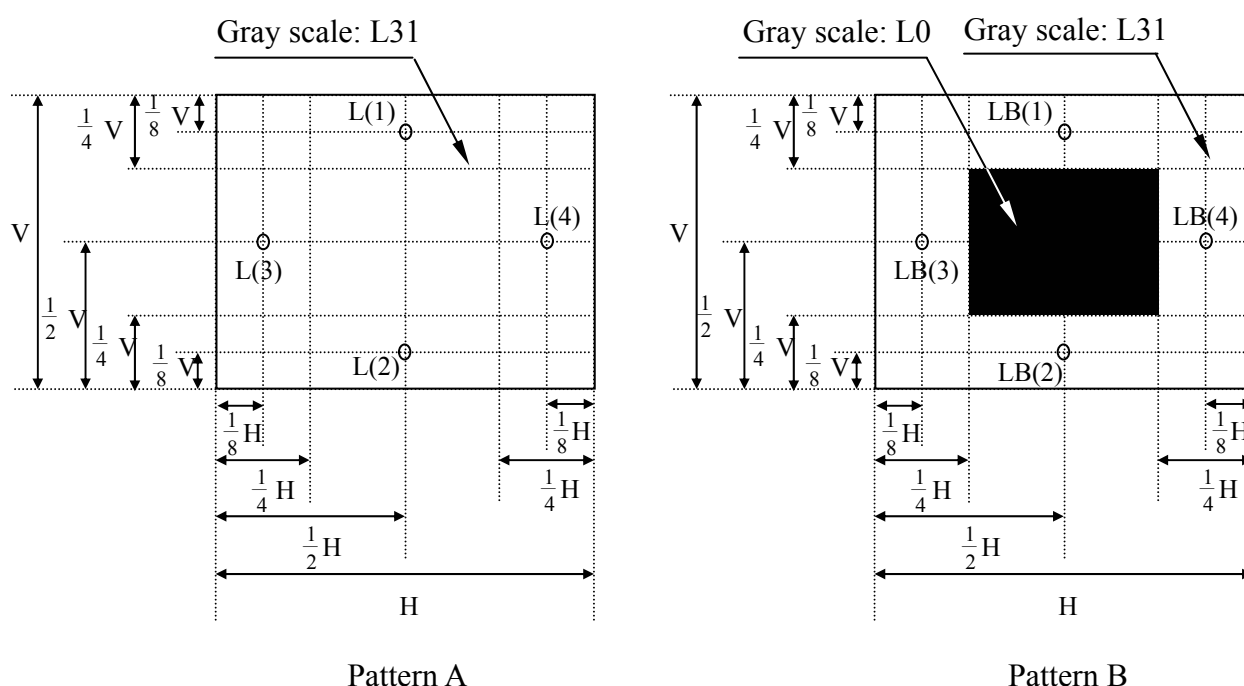 Gray scale: L31
1/4 V
1/8 V
L(1)
V
L(4)
L(3)
1/2 V
1/4 V
1/8 V
L(2)
1/8 H
1/8 H
1/4 H
1/4 H
1/2 H
H
Pattern A
Gray scale: L0
Gray scale: L31
1/4 V
1/8 V
LB(1)
V
LB(4)
LB(3)
1/2 V
1/4 V
1/8 V
LB(2)
1/8 H
1/8 H
1/4 H
1/4 H
1/2 H
H
Pattern B